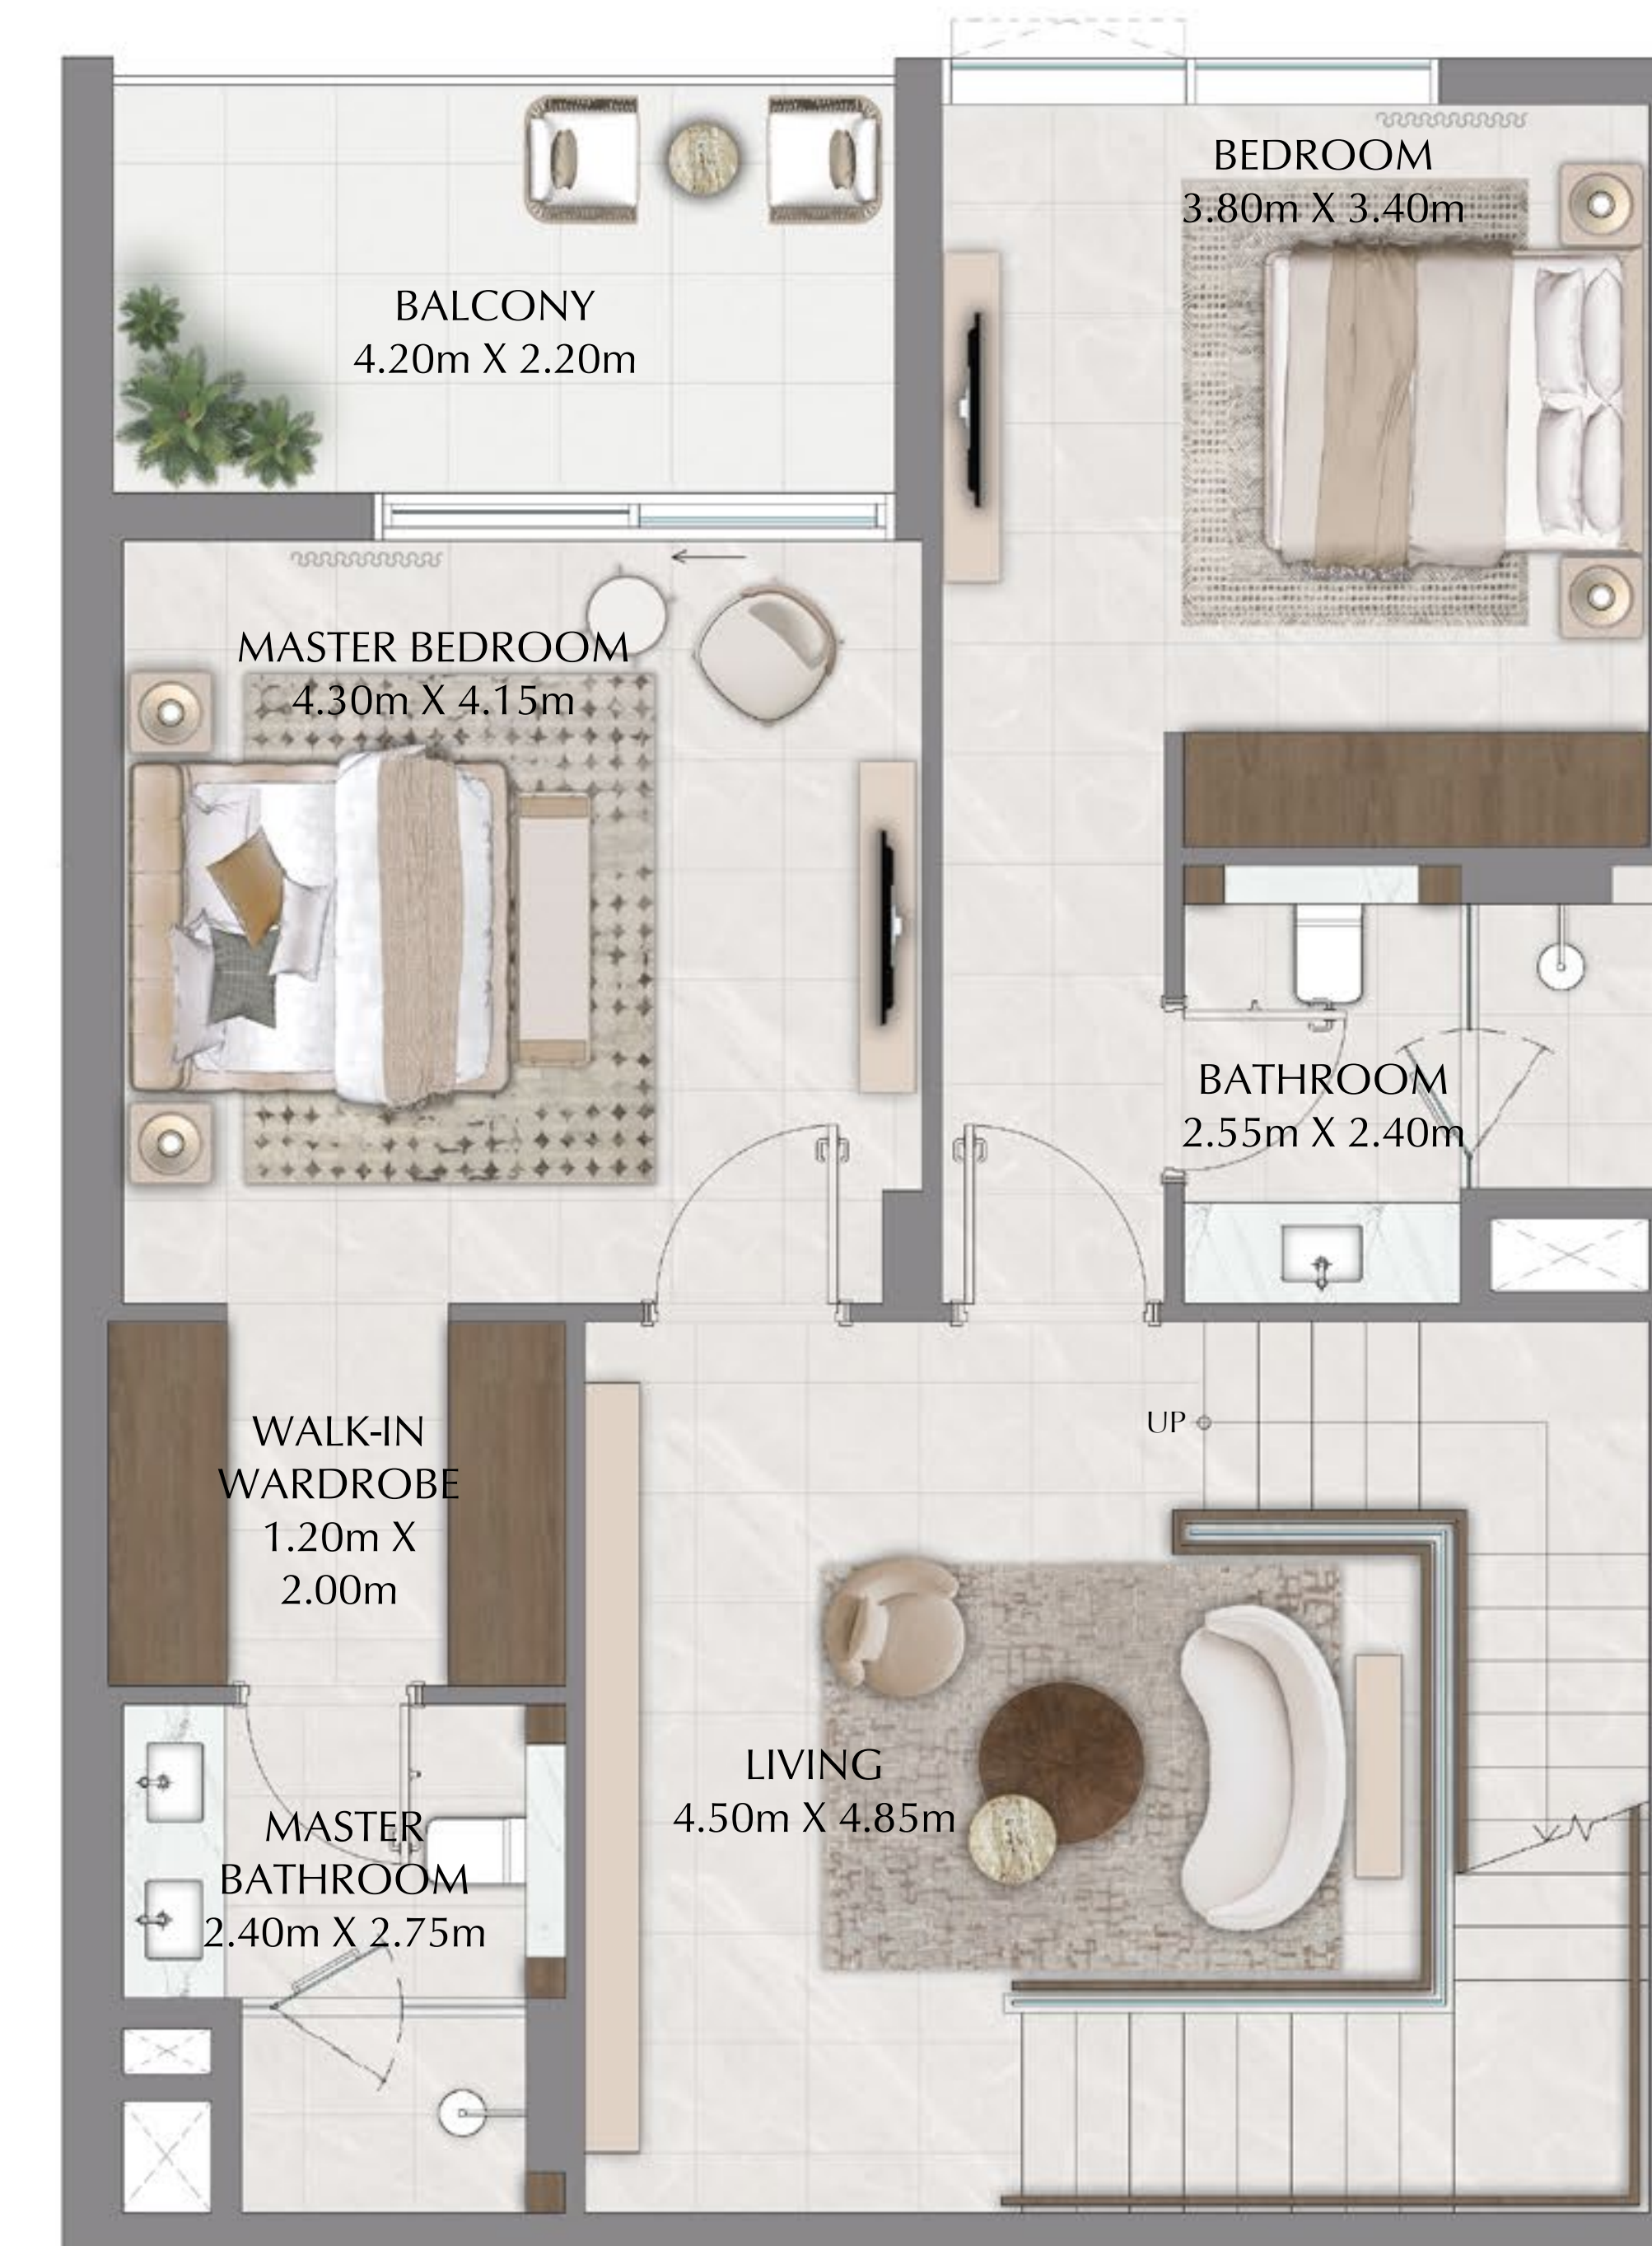 BEDROOM
3.80m X 3.40m
BALCONY
4.20m X 2.20m
MASTER BEDROOM
4.30m X 4.15m
BATHROOM
2.55m X 2.40m
WALK-IN
WARDROBE
1.20m X
2.00m
UP
LIVING
4.50m X 4.85m
MASTER
BATHROOM
2.40m X 2.75m